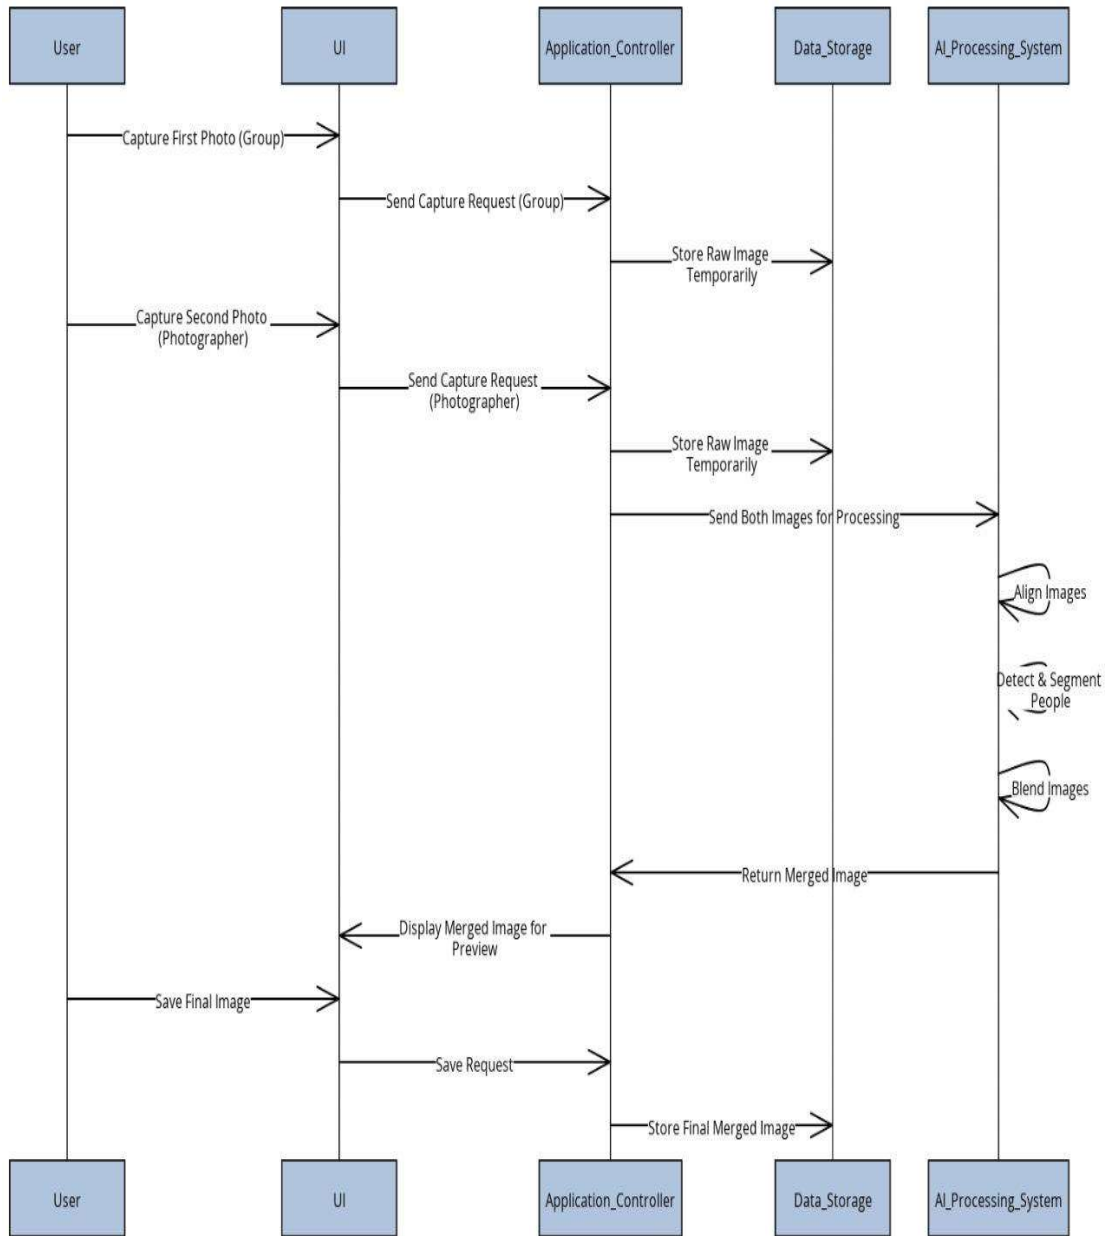 User
UI
Application_Controller
Data_Storage
AI_Processing_System
Capture First Photo (Group)
Send Capture Request (Group)
Store Raw Image
Temporarily
Capture Second Photo
(Photographer)
Send Capture Request
(Photographer)
Store Raw Image
Temporarily
Send Both Images for Processing
Align Images
Detect & Segment
People
Blend Images
Return Merged Image
Display Merged Image for
Preview
Save Final Image
Save Request
Store Final Merged Image
User
UI
Application_Controller
Data_Storage
AI_Processing_System